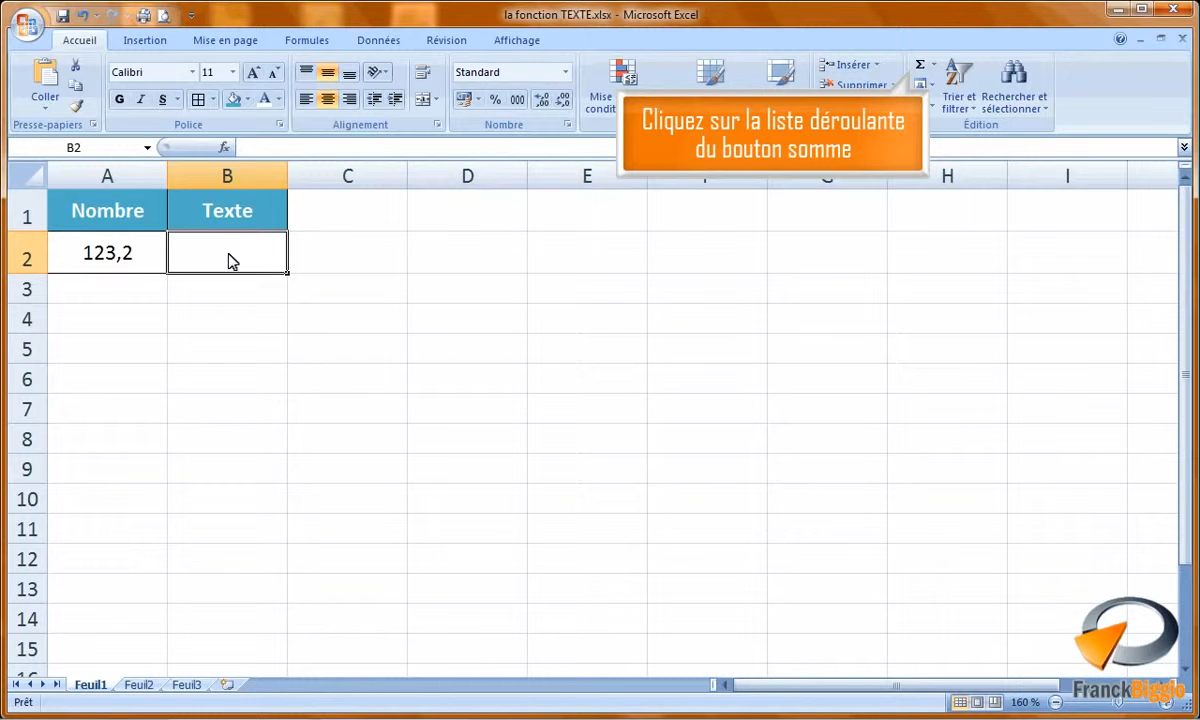 la fonction TEXTE.xlsx - Microsoft Excel
Accueil Insertion Mise en page Formules Données Révision Affichage
Coller
Calibri 11
G I S
Standard
% 000
Mise
Insérer
Supprimer
Σ
Trier et
filtrer
Rechercher et
sélectionner
Presse-papiers Police Alignement Nombre Édition
Cliquez sur la liste déroulante
du bouton somme
B2 fx
A B C D E H I
1 Nombre Texte
2 123,2
3
4
5
6
7
8
9
10
11
12
13
14
15
Feuil1 Feuil2 Feuil3
Prêt 160 %
FranckBigglo